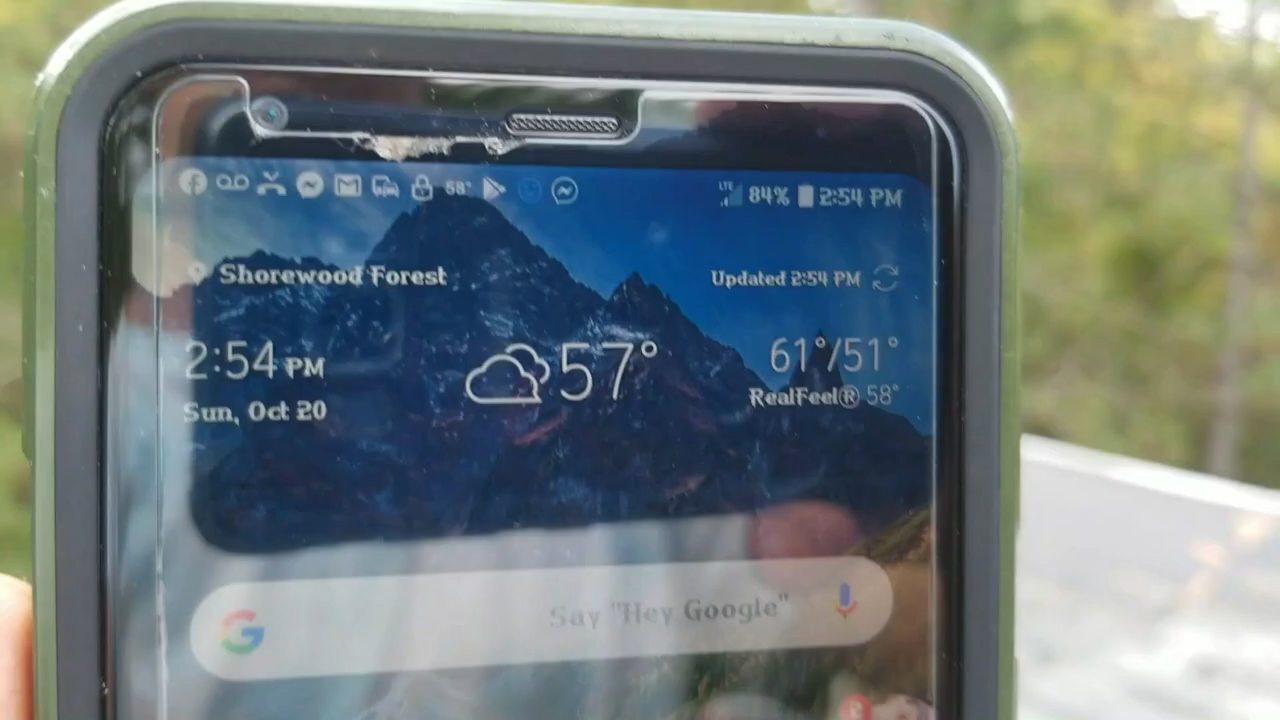 58° LTE 84% 2:54 PM
Shorewood Forest
Updated 2:54 PM
2:54 PM
57°
61°/51°
RealFeel® 58°
Sun, Oct 20
G Say "Hey Google"